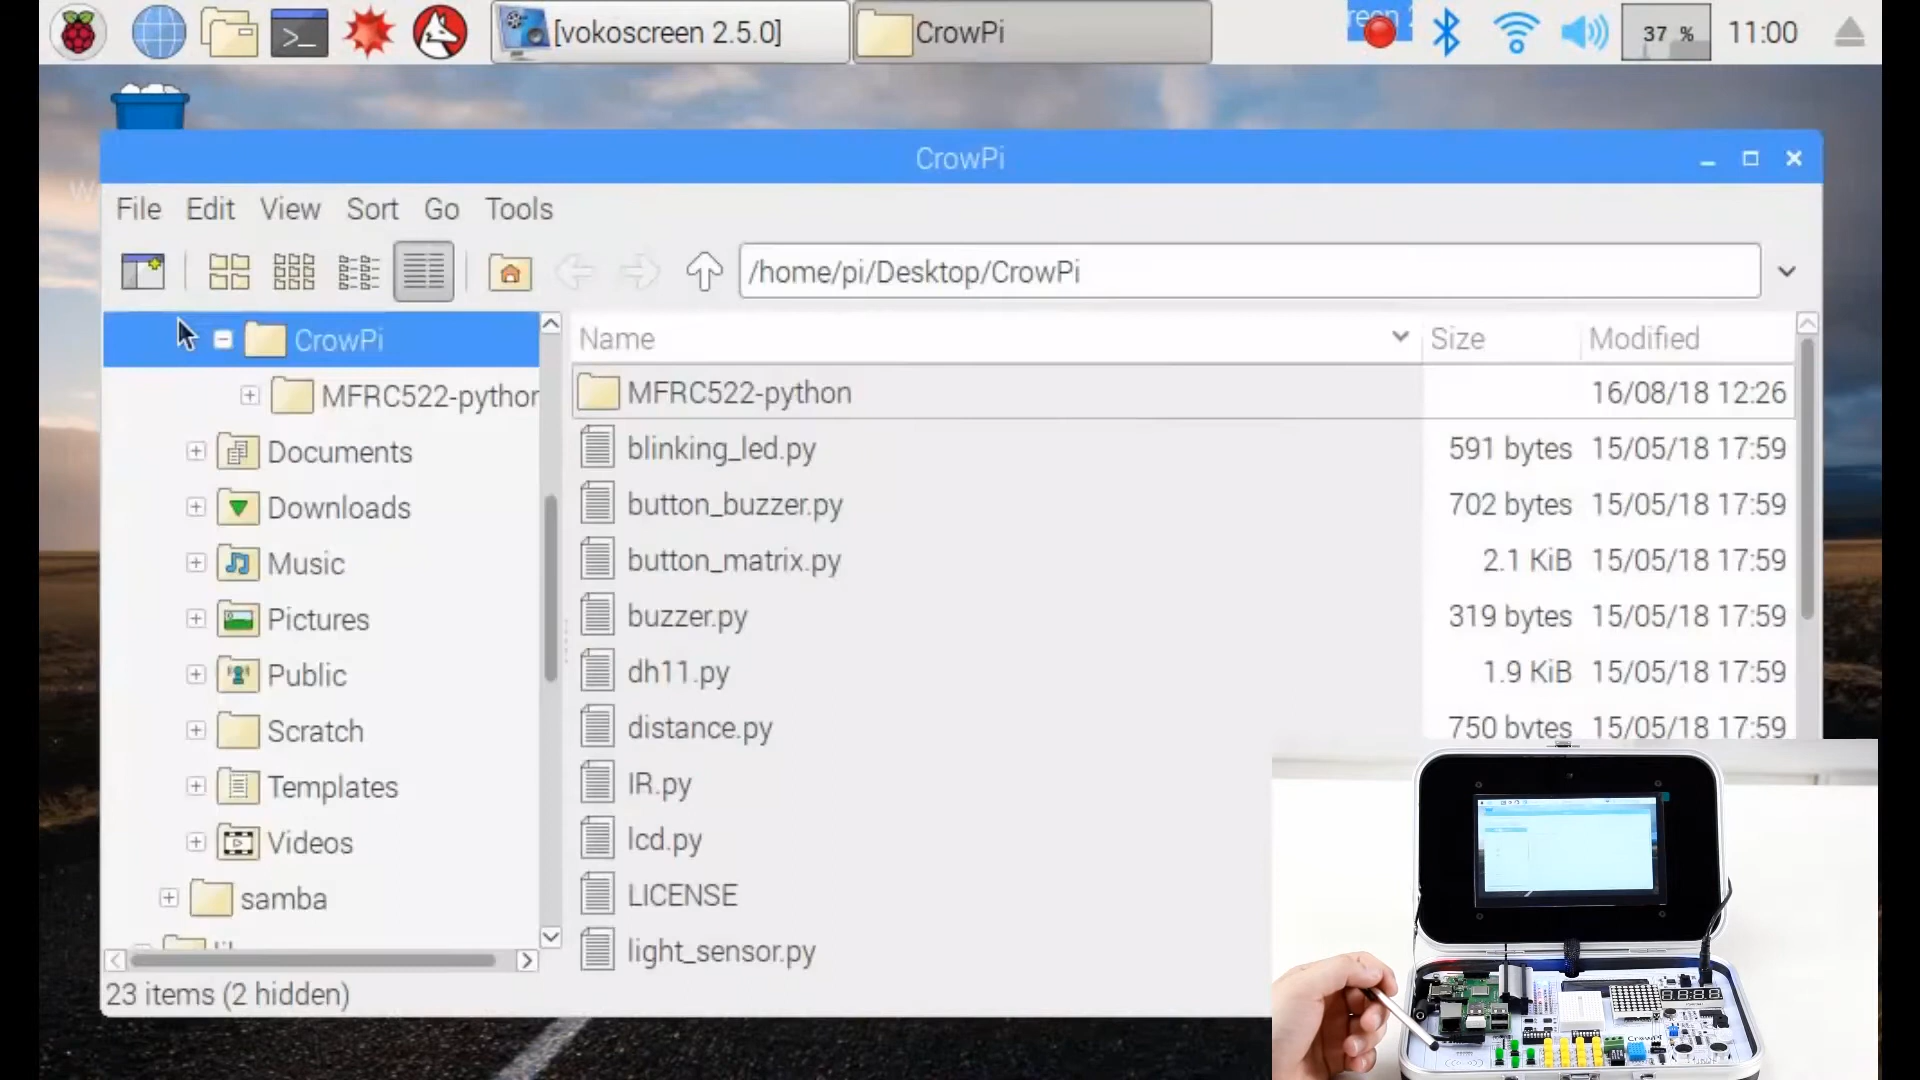 [vokoscreen 2.5.0]
CrowPi
37 %
11:00
CrowPi
File Edit View Sort Go Tools
/home/pi/Desktop/CrowPi
CrowPi
MFRC522-python
Documents
Downloads
Music
Pictures
Public
Scratch
Templates
Videos
samba
Name Size Modified
MFRC522-python 16/08/18 12:26
blinking_led.py 591 bytes 15/05/18 17:59
button_buzzer.py 702 bytes 15/05/18 17:59
button_matrix.py 2.1 KiB 15/05/18 17:59
buzzer.py 319 bytes 15/05/18 17:59
dh11.py 1.9 KiB 15/05/18 17:59
distance.py 750 bytes 15/05/18 17:59
IR.py
lcd.py
LICENSE
light_sensor.py
23 items (2 hidden)
CrowPi